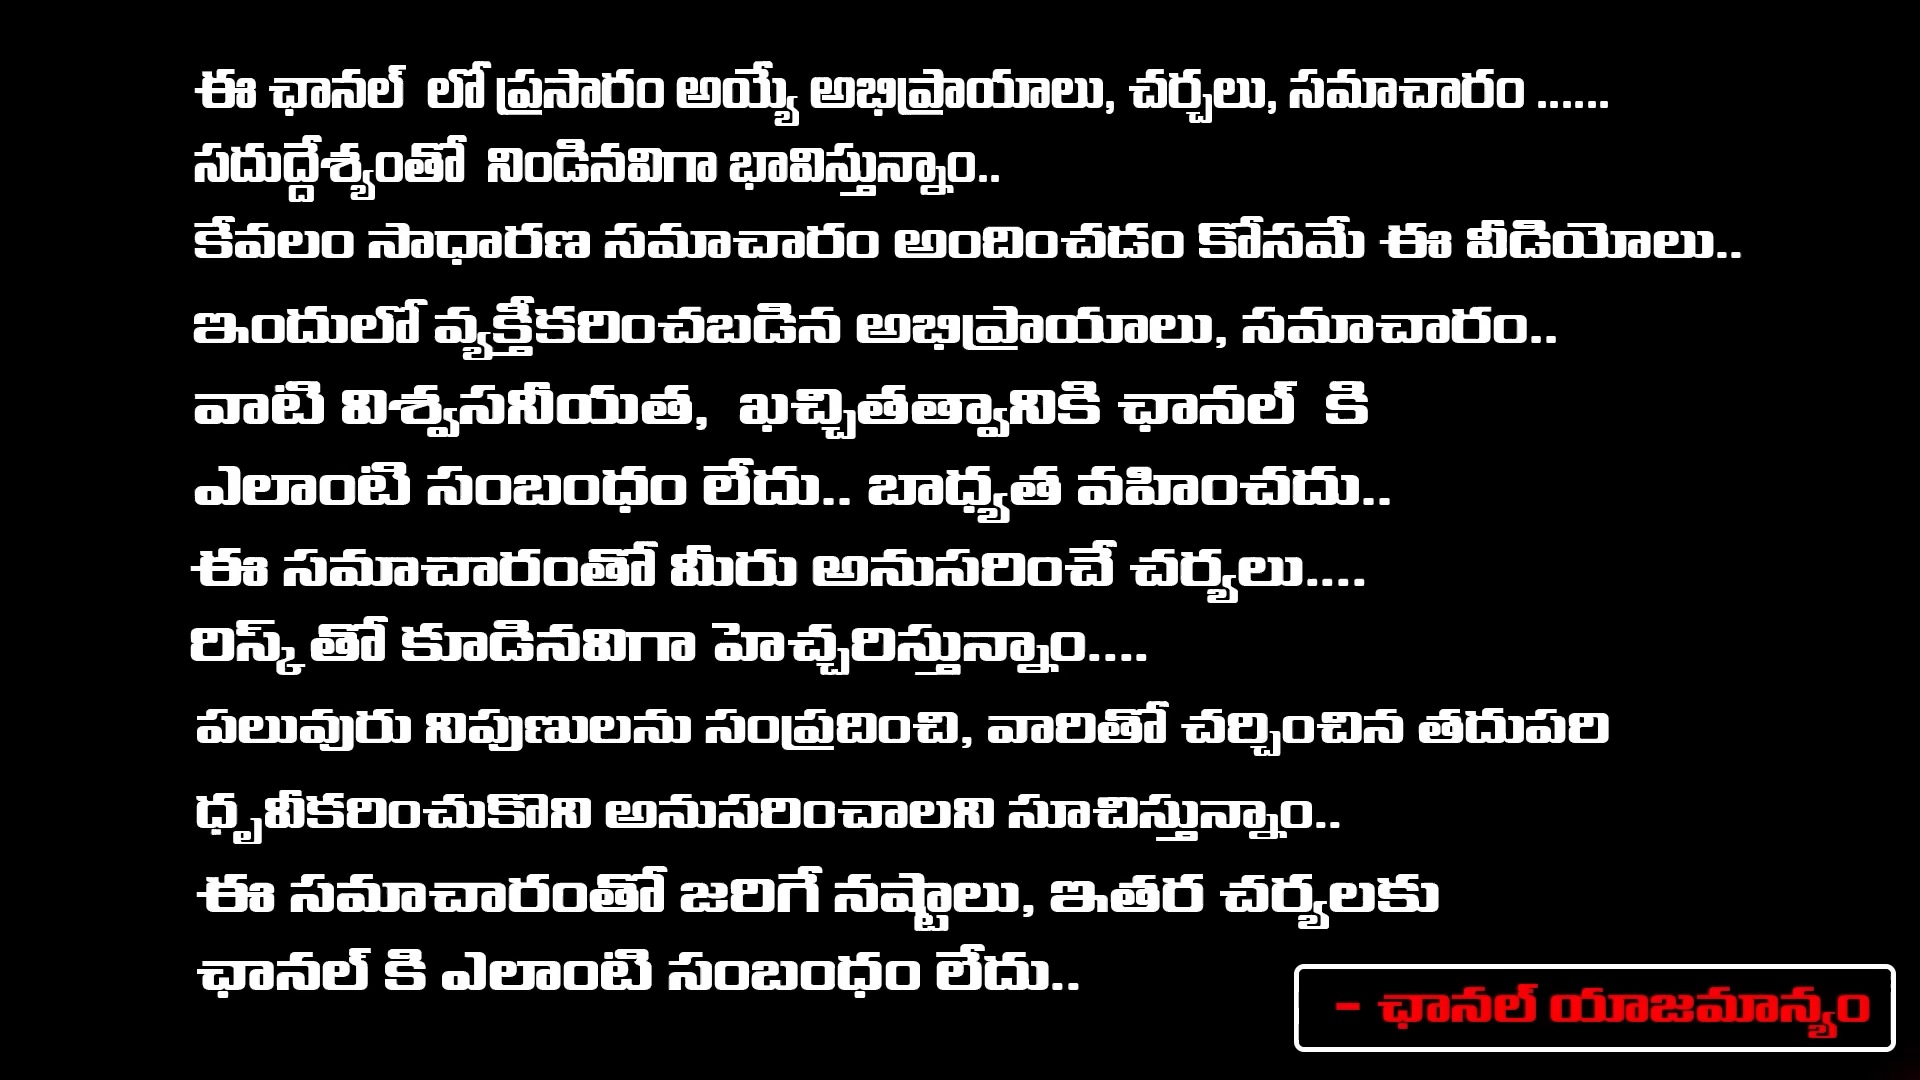 ఈ ఛానల్ లో ప్రసారం అయ్యే అభిప్రాయాలు, చర్చలు, సమాచారం ......
సదుద్దేశ్యంతో నిండినవిగా భావిస్తున్నాం..
కేవలం సాధారణ సమాచారం అందించడం కోసమే ఈ వీడియోలు..
ఇందులో వ్యక్తీకరించబడిన అభిప్రాయాలు, సమాచారం..
వాటి విశ్వసనీయత, ఖచ్చితత్వానికి ఛానల్ కి
ఎలాంటి సంబంధం లేదు.. బాధ్యత వహించదు..
ఈ సమాచారంతో మీరు అనుసరించే చర్యలు....
రిస్క్ తో కూడినవిగా హెచ్చరిస్తున్నాం....
పలువురు నిపుణులను సంప్రదించి, వారితో చర్చించిన తదుపరి
ధృవీకరించుకొని అనుసరించాలని సూచిస్తున్నాం..
ఈ సమాచారంతో జరిగే నష్టాలు, ఇతర చర్యలకు
ఛానల్ కి ఎలాంటి సంబంధం లేదు..
- ఛానల్ యాజమాన్యం